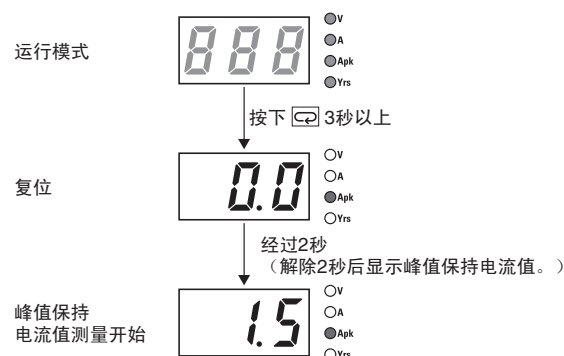 运行模式
888
V
A
Apk
Yrs
按下 3秒以上
复位
0.0
V
A
Apk
Yrs
经过2秒
（解除2秒后显示峰值保持电流值。）
峰值保持
电流值测量开始
1.5
V
A
Apk
Yrs